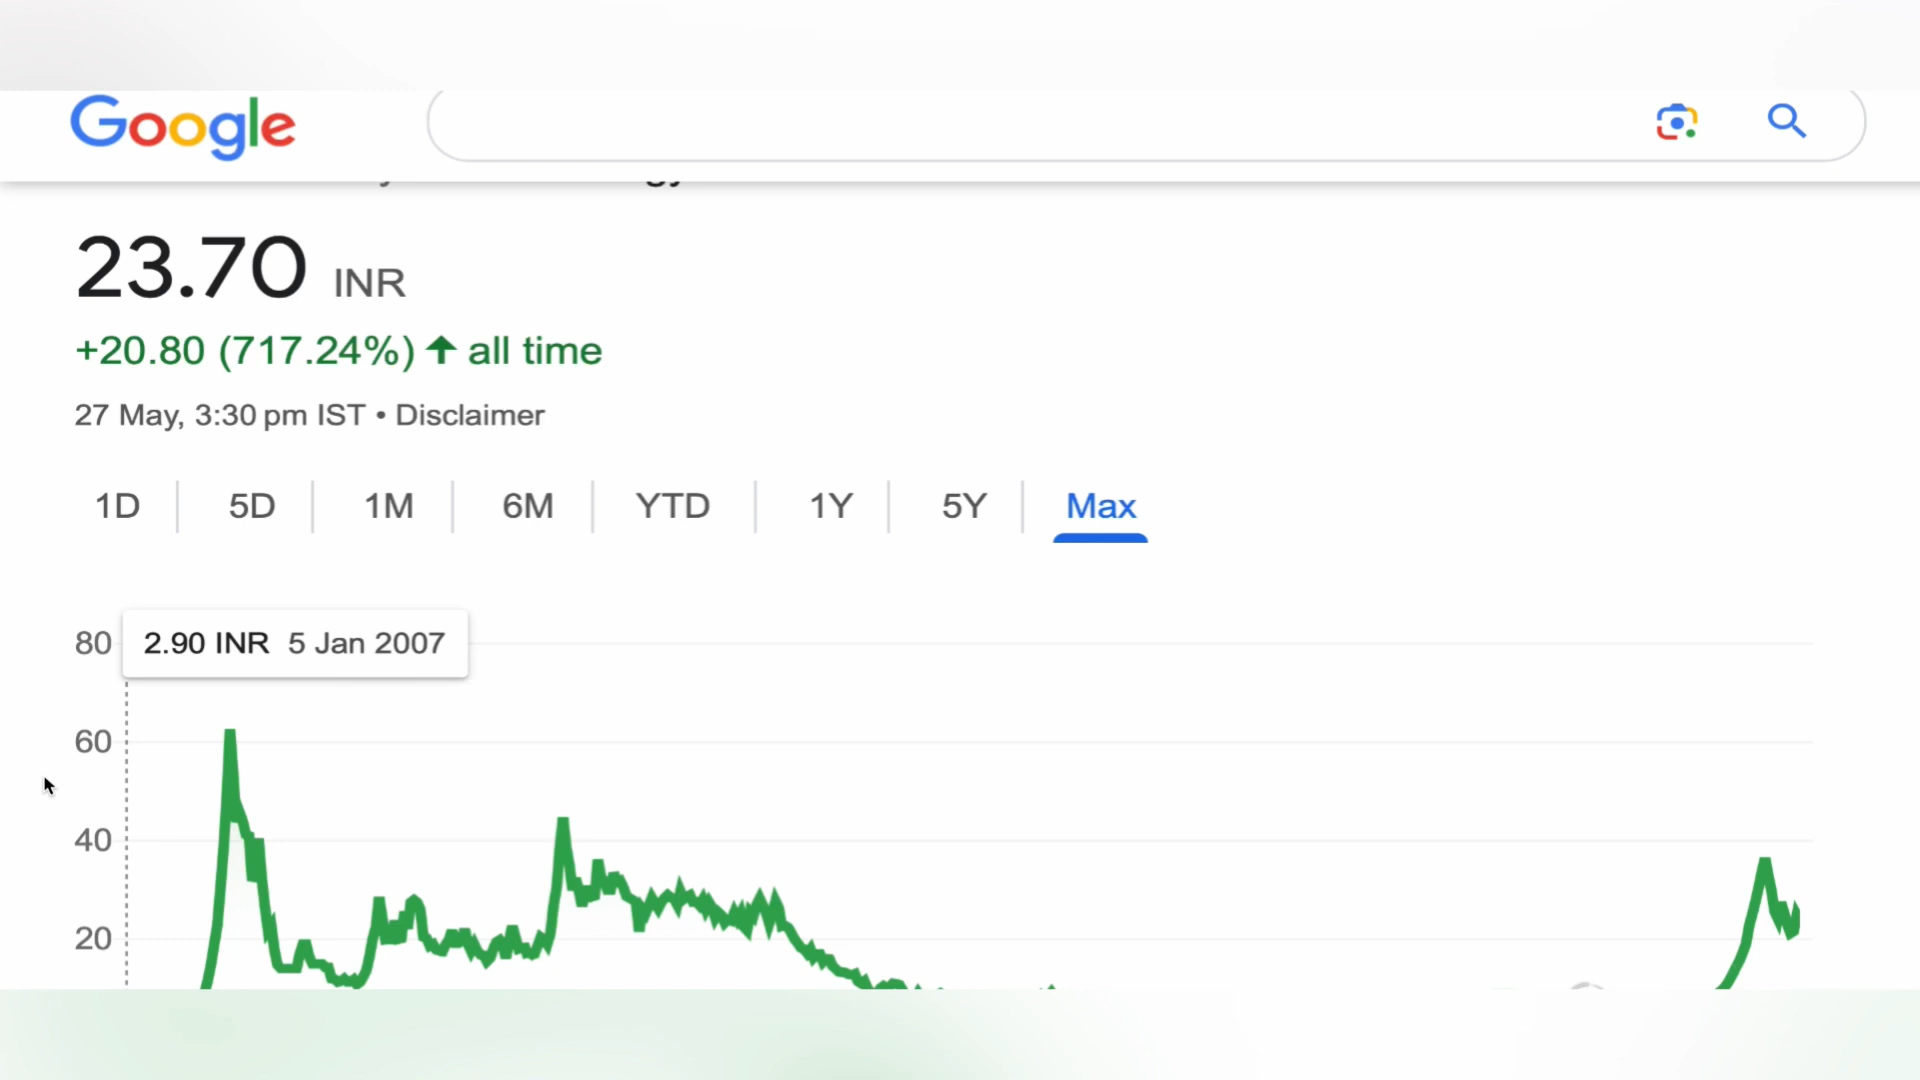 Google
23.70 INR
+20.80 (717.24%) ↑ all time
27 May, 3:30 pm IST • Disclaimer
1D 5D 1M 6M YTD 1Y 5Y Max
80
2.90 INR 5 Jan 2007
60
40
20